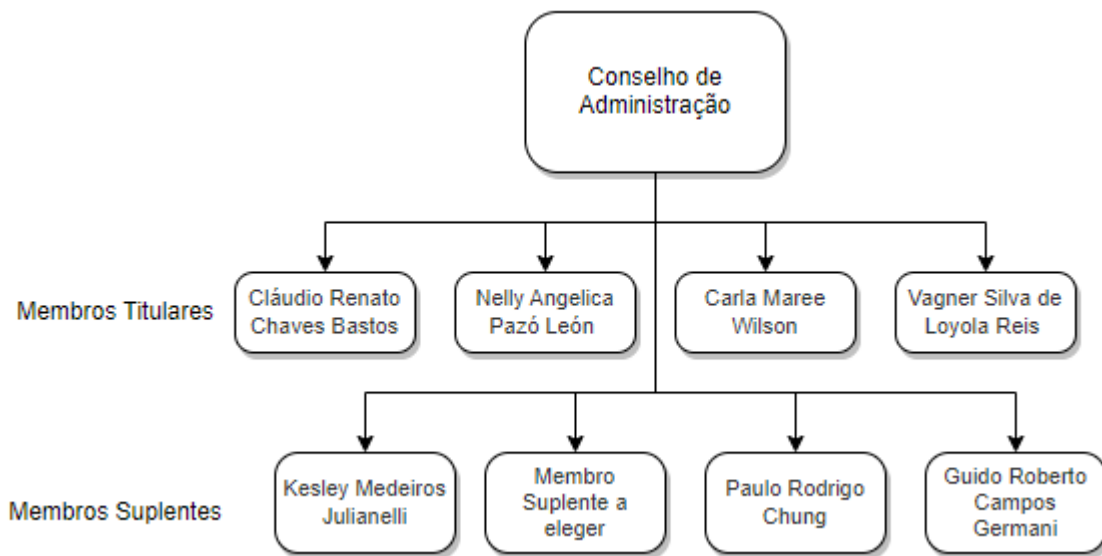 Conselho de
Administração
Membros Titulares
Cláudio Renato
Chaves Bastos
Nelly Angelica
Pazó León
Carla Maree
Wilson
Vagner Silva de
Loyola Reis
Membros Suplentes
Kesley Medeiros
Julianelli
Membro
Suplente a
eleger
Paulo Rodrigo
Chung
Guido Roberto
Campos
Germani